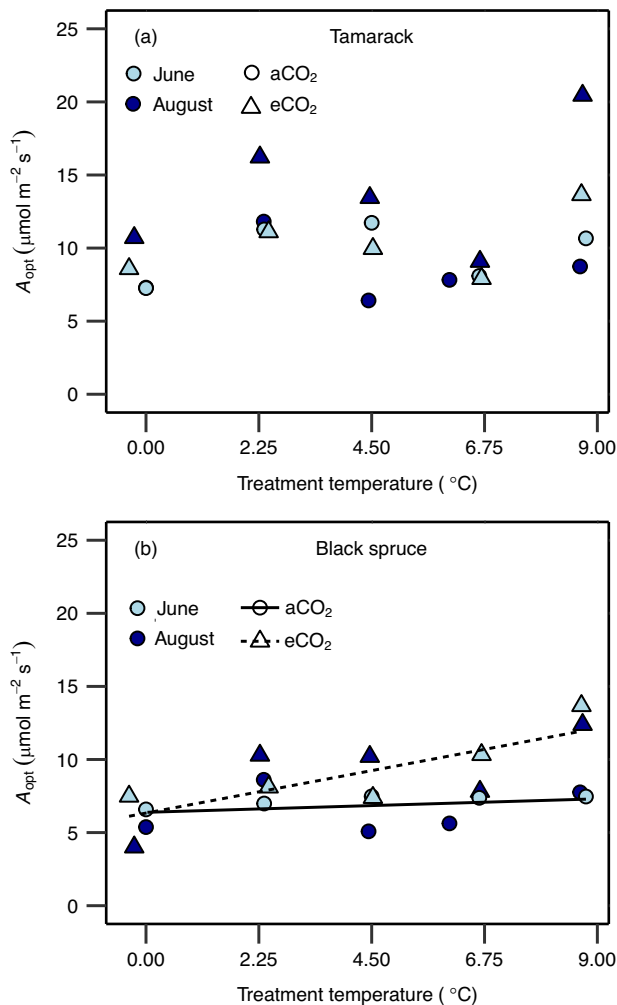 (a) Tamarack
June aCO₂
August eCO₂
A_opt (μmol m⁻² s⁻¹)
25
20
15
10
5
0
0.00 2.25 4.50 6.75 9.00
Treatment temperature ( °C)
(b) Black spruce
June aCO₂
August eCO₂
A_opt (μmol m⁻² s⁻¹)
25
20
15
10
5
0
0.00 2.25 4.50 6.75 9.00
Treatment temperature ( °C)